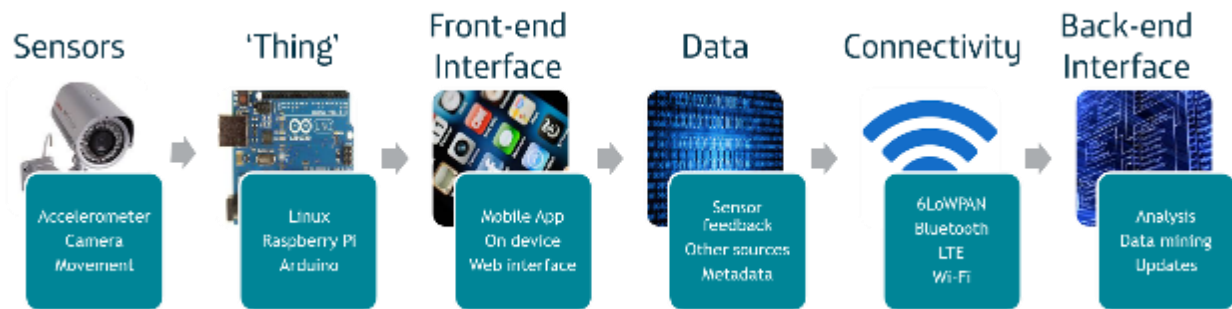 Sensors
'Thing'
Front-end
Interface
Data
Connectivity
Back-end
Interface
ARDUINO
Accelerometer
Camera
Movement
Linux
Raspberry Pi
Arduino
Mobile App
On device
Web interface
Sensor
feedback
Other sources
Metadata
6LoWPAN
Bluetooth
LTE
Wi-Fi
Analysis
Data mining
Updates